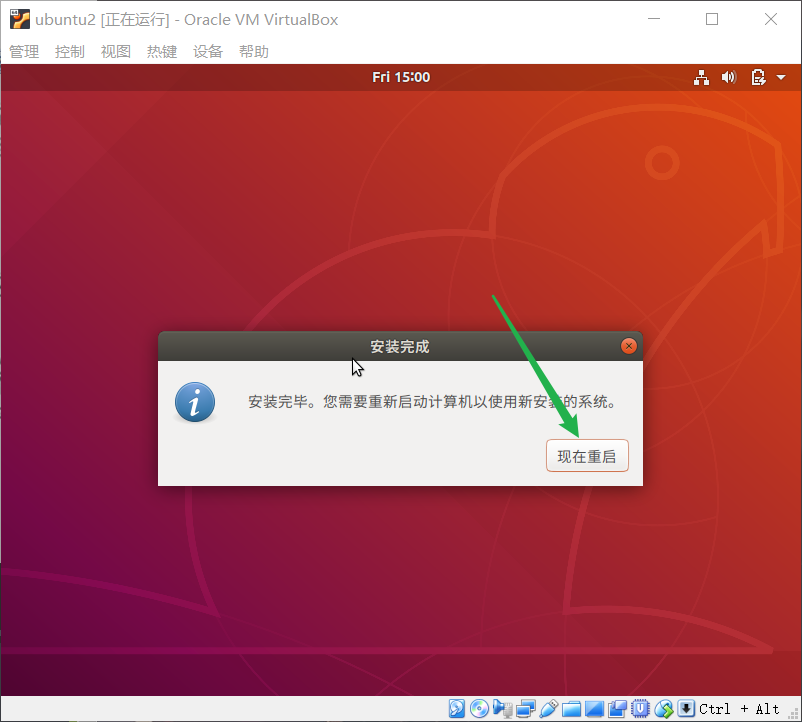 ubuntu2 [正在运行] - Oracle VM VirtualBox
管理 控制 视图 热键 设备 帮助
Fri 15:00
安装完成
安装完毕。您需要重新启动计算机以使用新安装的系统。
现在重启
Ctrl + Alt